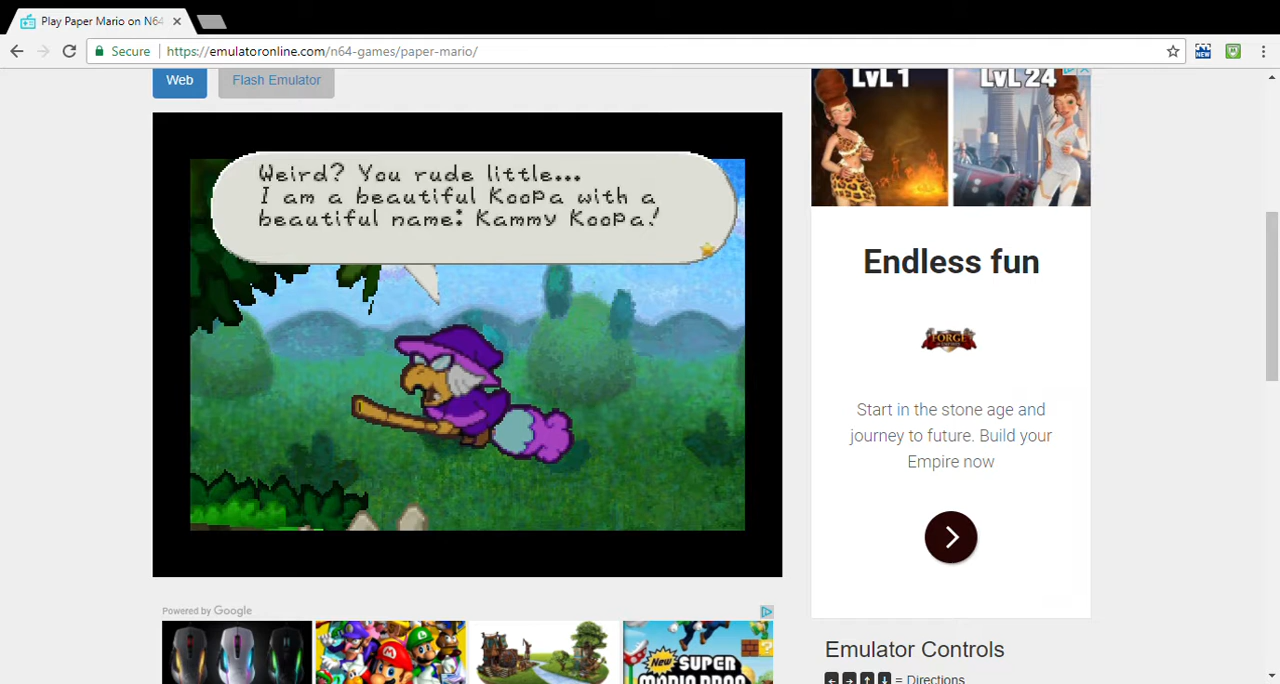 Play Paper Mario on N64
Secure
https://emulatoronline.com/n64-games/paper-mario/
NEW
Web
Flash Emulator
LVL 1
LVL 24
Weird? You rude little...
I am a beautiful Koopa with a
beautiful name: Kammy Koopa!
Endless fun
FORGE
Start in the stone age and
journey to future. Build your
Empire now
Powered by Google
New
SUPER
Emulator Controls
= Directions